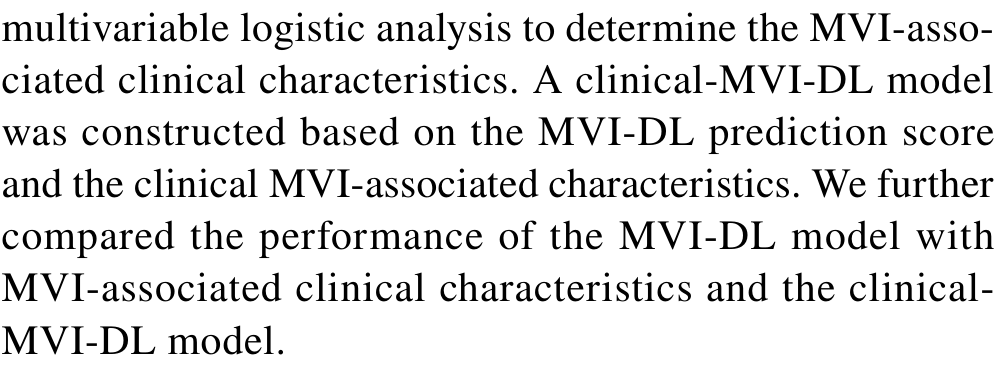 multivariable logistic analysis to determine the MVI-asso-
ciated clinical characteristics. A clinical-MVI-DL model
was constructed based on the MVI-DL prediction score
and the clinical MVI-associated characteristics. We further
compared the performance of the MVI-DL model with
MVI-associated clinical characteristics and the clinical-
MVI-DL model.